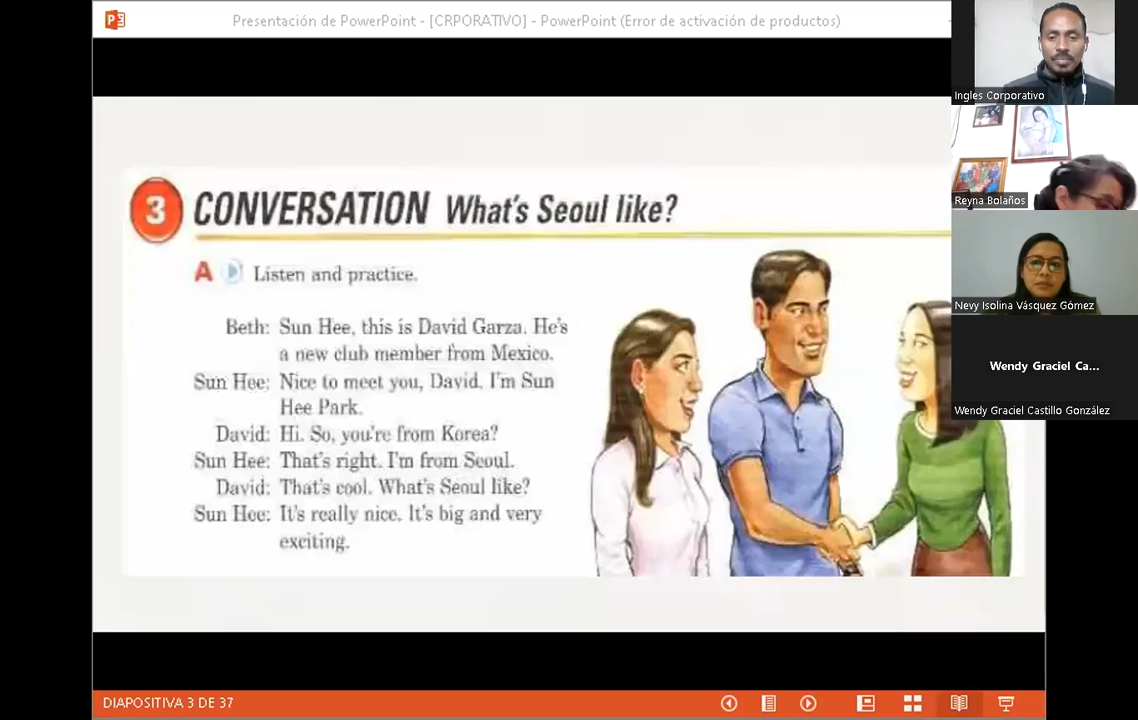 Presentación de PowerPoint - [CRPORATIVO] - PowerPoint (Error de activación de productos)
Ingles Corporativo
Reyna Bolaños
Nevy Isolina Vásquez Gómez
Wendy Graciel Ca...
Wendy Graciel Castillo González
3 CONVERSATION What's Seoul like?
A Listen and practice.
Beth: Sun Hee, this is David Garza. He's
a new club member from Mexico.
Sun Hee: Nice to meet you, David. I'm Sun
Hee Park.
David: Hi. So, you're from Korea?
Sun Hee: That's right. I'm from Seoul.
David: That's cool. What's Seoul like?
Sun Hee: It's really nice. It's big and very
exciting.
DIAPOSITIVA 3 DE 37